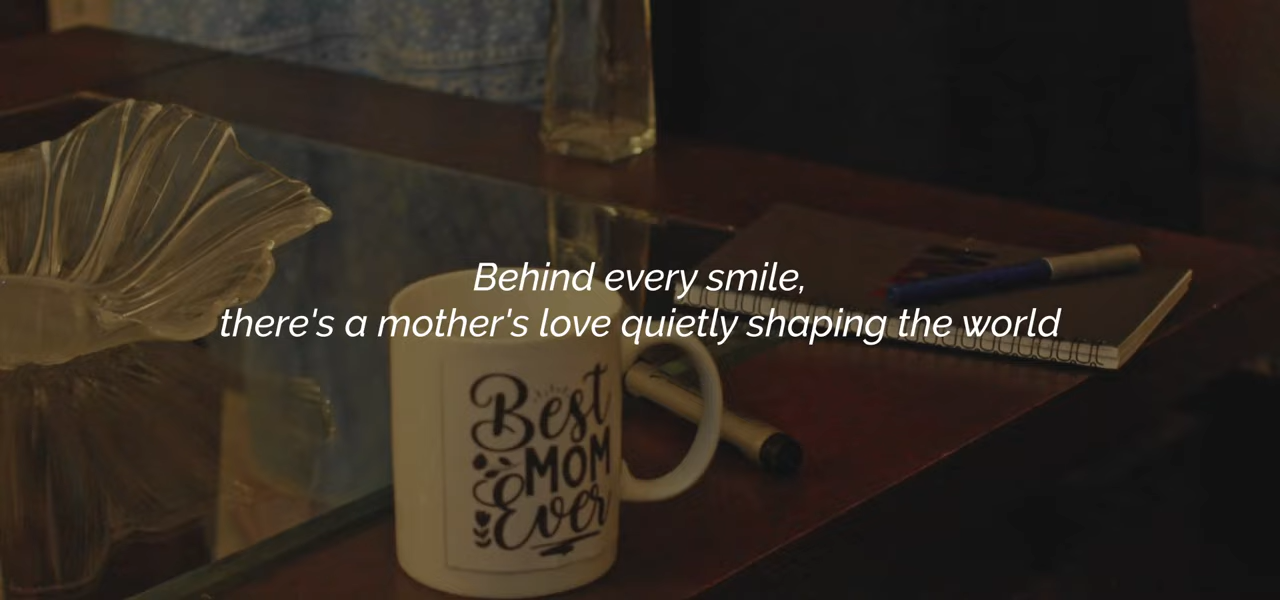 Behind every smile,
there's a mother's love quietly shaping the world
Best
MOM
Ever